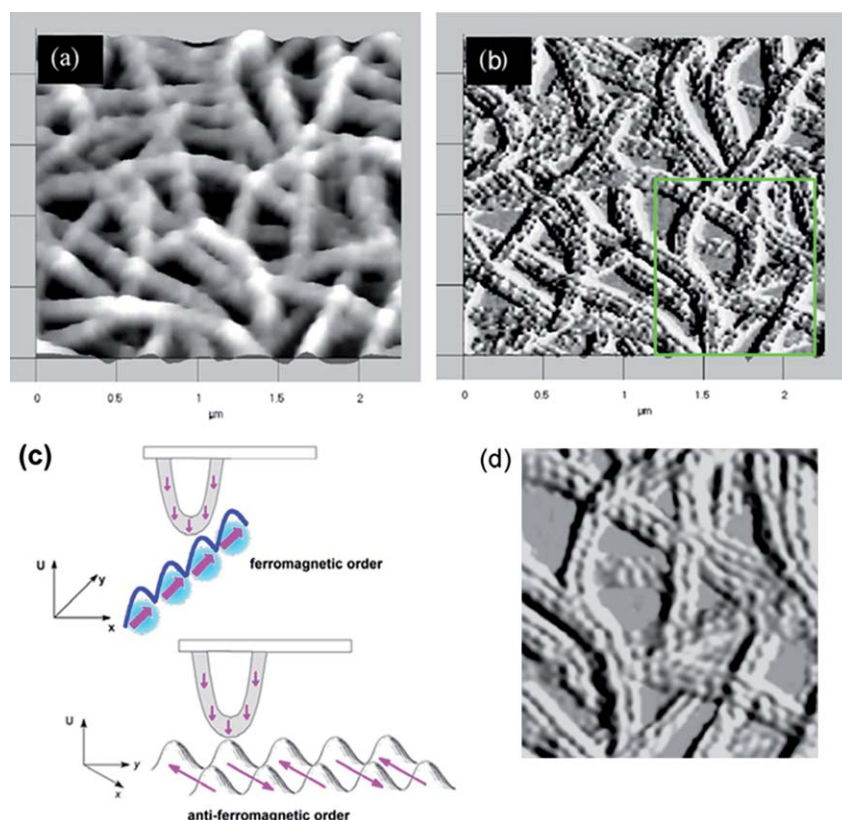 (a)
(b)
0 0.5 1 1.5 2
µm
0 0.5 1 1.5 2
µm
(c)
U
y
x
ferromagnetic order
U
y
x
anti-ferromagnetic order
(d)